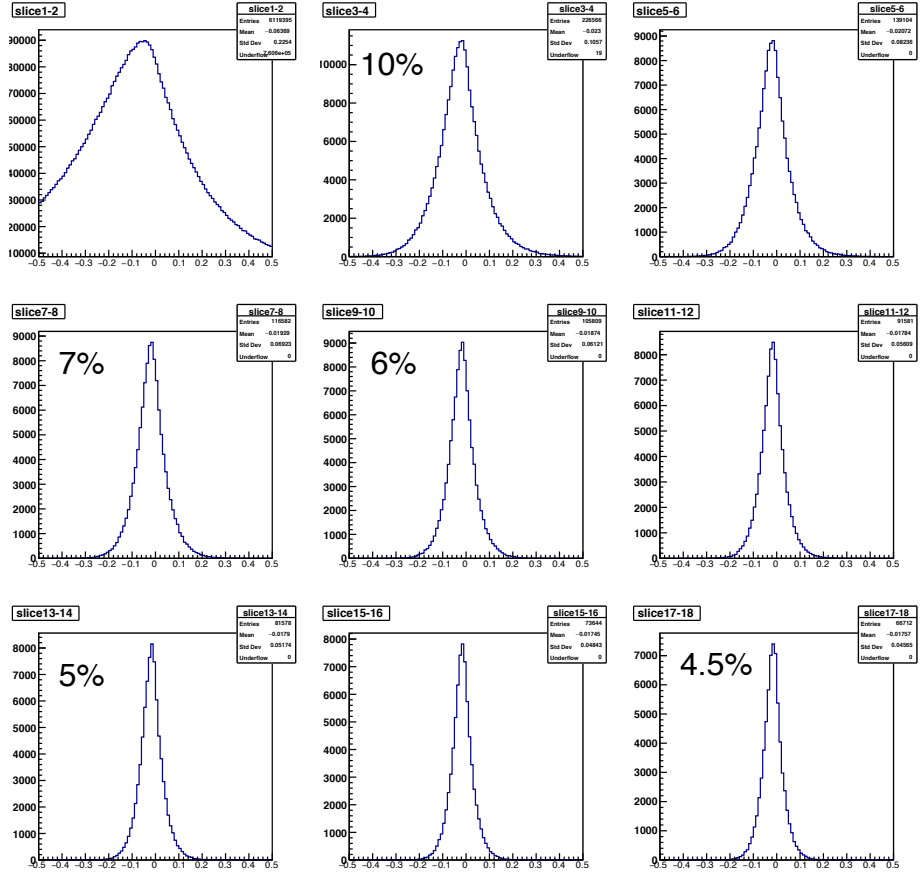 slice1-2
slice1-2
Entries 6119395
Mean −0.06369
Std Dev 0.2254
Underflow 7.606e+05
90000
80000
70000
60000
50000
40000
30000
20000
10000
−0.5 −0.4 −0.3 −0.2 −0.1 0 0.1 0.2 0.3 0.4 0.5
slice3-4
slice3-4
Entries 226566
Mean −0.023
Std Dev 0.1057
Underflow 19
10%
10000
8000
6000
4000
2000
0
−0.5 −0.4 −0.3 −0.2 −0.1 0 0.1 0.2 0.3 0.4 0.5
slice5-6
slice5-6
Entries 139104
Mean −0.02072
Std Dev 0.08236
Underflow 0
9000
8000
7000
6000
5000
4000
3000
2000
1000
0
−0.5 −0.4 −0.3 −0.2 −0.1 0 0.1 0.2 0.3 0.4 0.5
slice7-8
slice7-8
Entries 116582
Mean −0.01929
Std Dev 0.06923
Underflow 0
7%
9000
8000
7000
6000
5000
4000
3000
2000
1000
0
−0.5 −0.4 −0.3 −0.2 −0.1 0 0.1 0.2 0.3 0.4 0.5
slice9-10
slice9-10
Entries 105809
Mean −0.01874
Std Dev 0.06121
Underflow 0
6%
9000
8000
7000
6000
5000
4000
3000
2000
1000
0
−0.5 −0.4 −0.3 −0.2 −0.1 0 0.1 0.2 0.3 0.4 0.5
slice11-12
slice11-12
Entries 91581
Mean −0.01784
Std Dev 0.05609
Underflow 0
8000
7000
6000
5000
4000
3000
2000
1000
0
−0.5 −0.4 −0.3 −0.2 −0.1 0 0.1 0.2 0.3 0.4 0.5
slice13-14
slice13-14
Entries 81578
Mean −0.0179
Std Dev 0.05174
Underflow 0
5%
8000
7000
6000
5000
4000
3000
2000
1000
0
−0.5 −0.4 −0.3 −0.2 −0.1 0 0.1 0.2 0.3 0.4 0.5
slice15-16
slice15-16
Entries 73644
Mean −0.01745
Std Dev 0.04843
Underflow 0
8000
7000
6000
5000
4000
3000
2000
1000
0
−0.5 −0.4 −0.3 −0.2 −0.1 0 0.1 0.2 0.3 0.4 0.5
slice17-18
slice17-18
Entries 66712
Mean −0.01757
Std Dev 0.04565
Underflow 0
4.5%
7000
6000
5000
4000
3000
2000
1000
0
−0.5 −0.4 −0.3 −0.2 −0.1 0 0.1 0.2 0.3 0.4 0.5